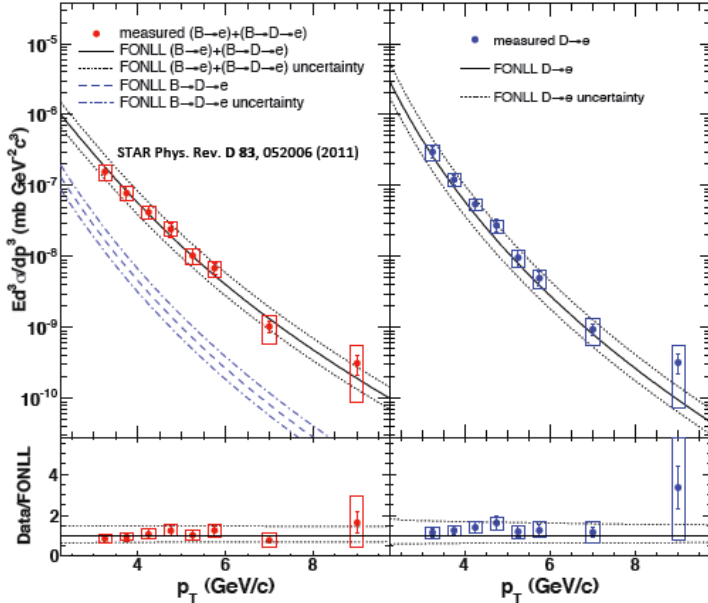 measured (B→e)+(B→D→e)
FONLL (B→e)+(B→D→e)
FONLL (B→e)+(B→D→e) uncertainty
FONLL B→D→e
FONLL B→D→e uncertainty
STAR Phys. Rev. D 83, 052006 (2011)
measured D→e
FONLL D→e
FONLL D→e uncertainty
Ed³σ/dp³ (mb GeV⁻²c³)
10⁻⁵
10⁻⁶
10⁻⁷
10⁻⁸
10⁻⁹
10⁻¹⁰
Data/FONLL
4
2
0
4 6 8
4 6 8
p_T (GeV/c)
p_T (GeV/c)